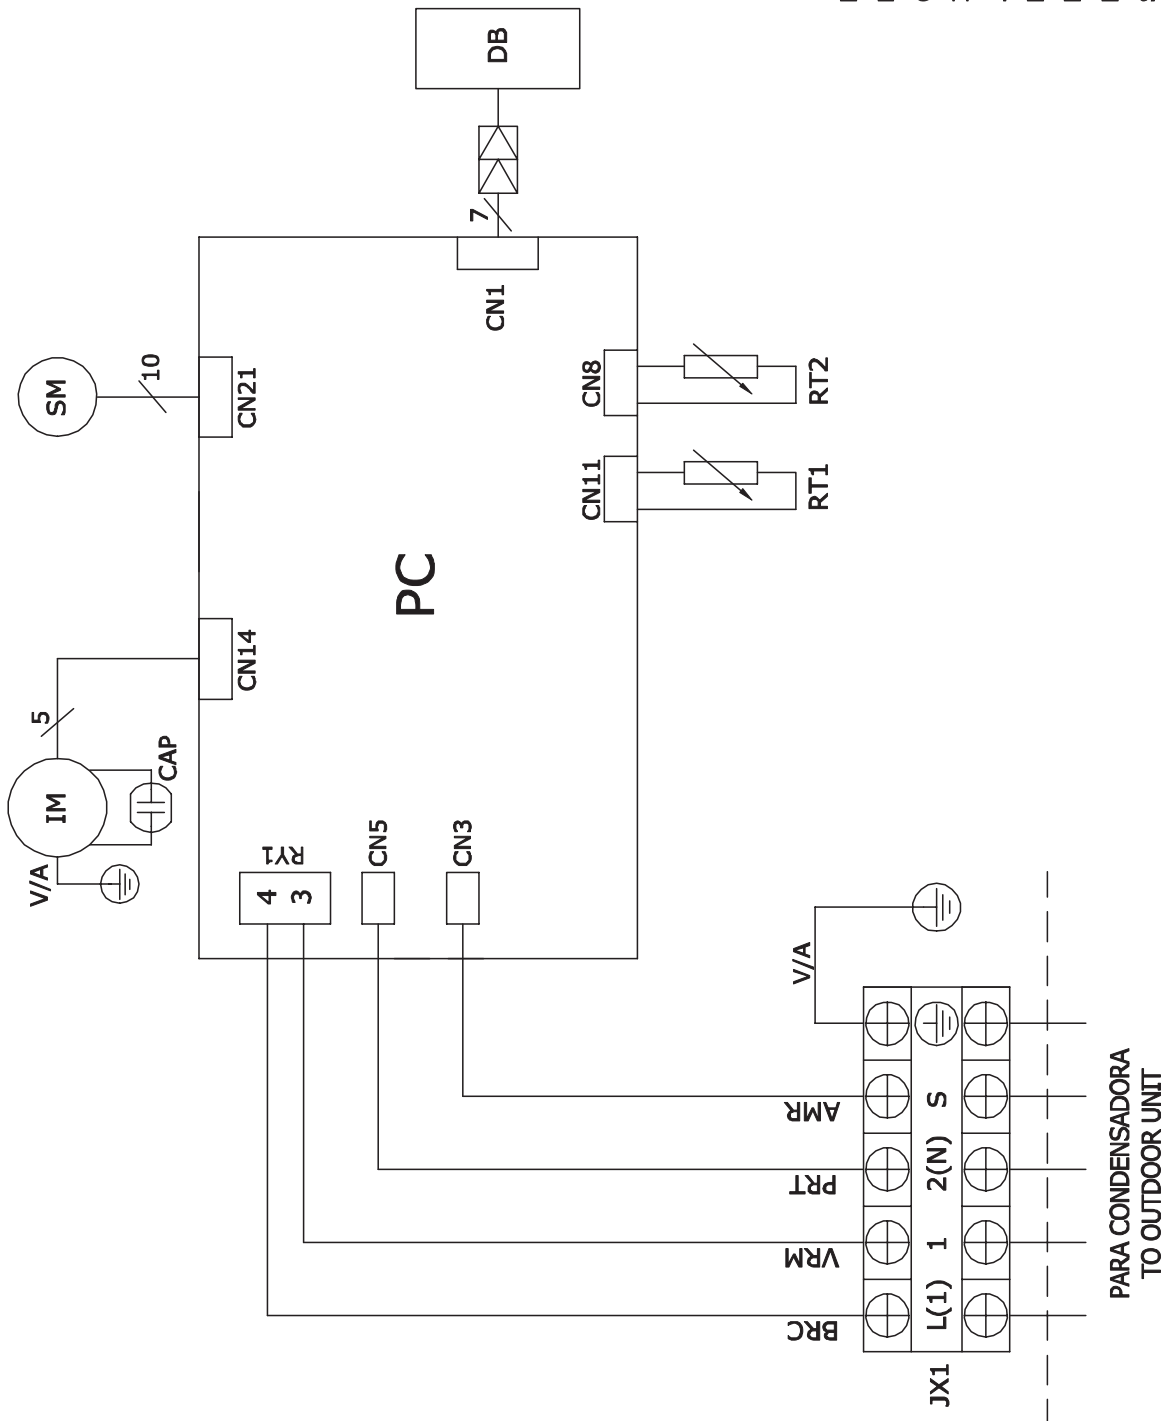 DB
7
CN1
SM
10
CN21
CN8
RT2
CN11
RT1
PC
CN14
5
IM
CAP
V/A
RY1
4
3
CN5
CN3
V/A
AMR
S
PRT
2(N)
VRM
1
BRC
L(1)
JX1
PARA CONDENSADORA
TO OUTDOOR UNIT